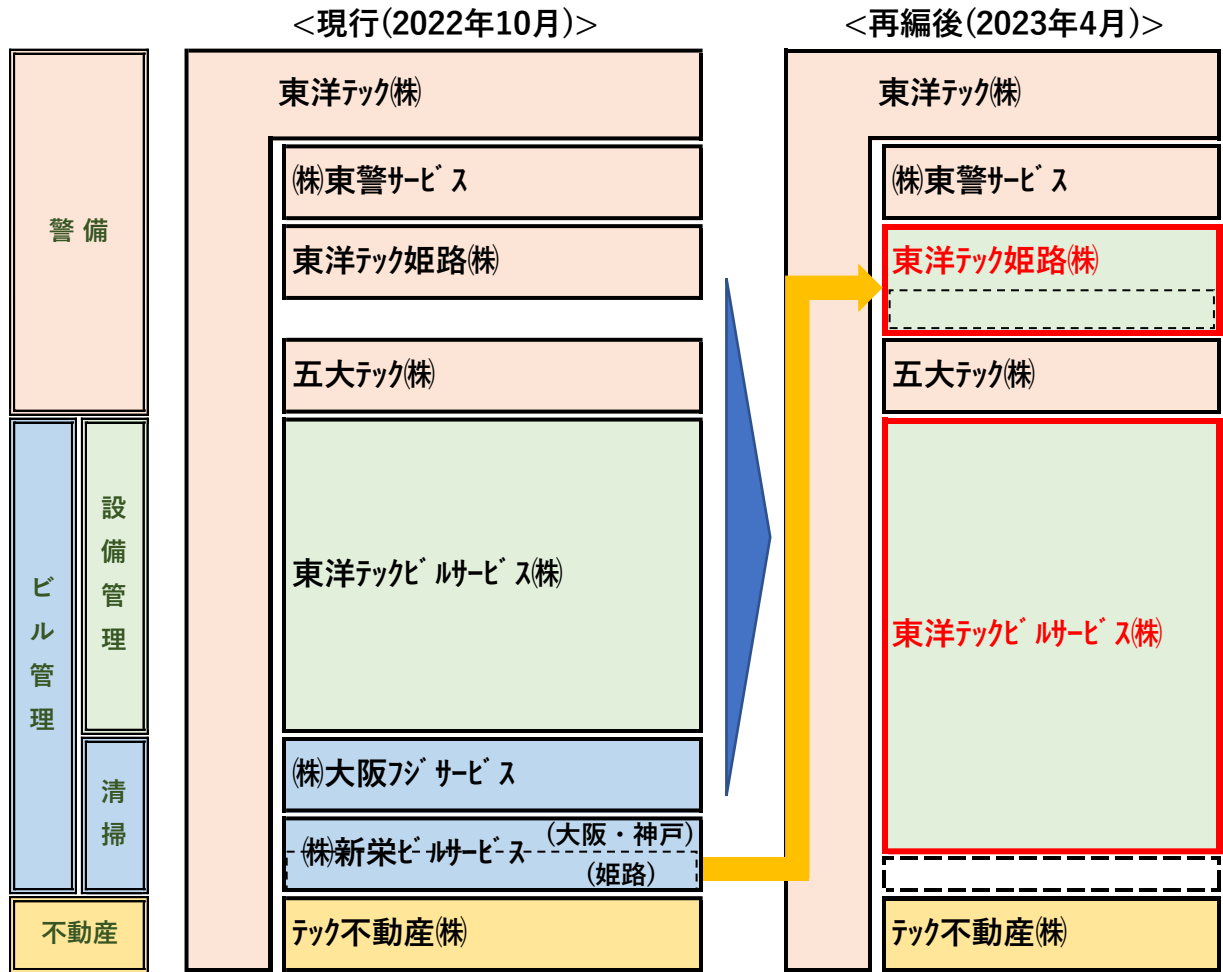 <現行(2022年10月)>
<再編後(2023年4月)>
警備
ビル管理
設備管理
清掃
不動産
東洋ﾃｯｸ㈱
㈱東警ｻｰﾋﾞｽ
東洋ﾃｯｸ姫路㈱
五大ﾃｯｸ㈱
東洋ﾃｯｸﾋﾞﾙｻｰﾋﾞｽ㈱
㈱大阪ﾌｼﾞｻｰﾋﾞｽ
㈱新栄ﾋﾞﾙｻｰﾋﾞｽ
(大阪・神戸)
(姫路)
ﾃｯｸ不動産㈱
東洋ﾃｯｸ㈱
㈱東警ｻｰﾋﾞｽ
東洋ﾃｯｸ姫路㈱
五大ﾃｯｸ㈱
東洋ﾃｯｸﾋﾞﾙｻｰﾋﾞｽ㈱
ﾃｯｸ不動産㈱